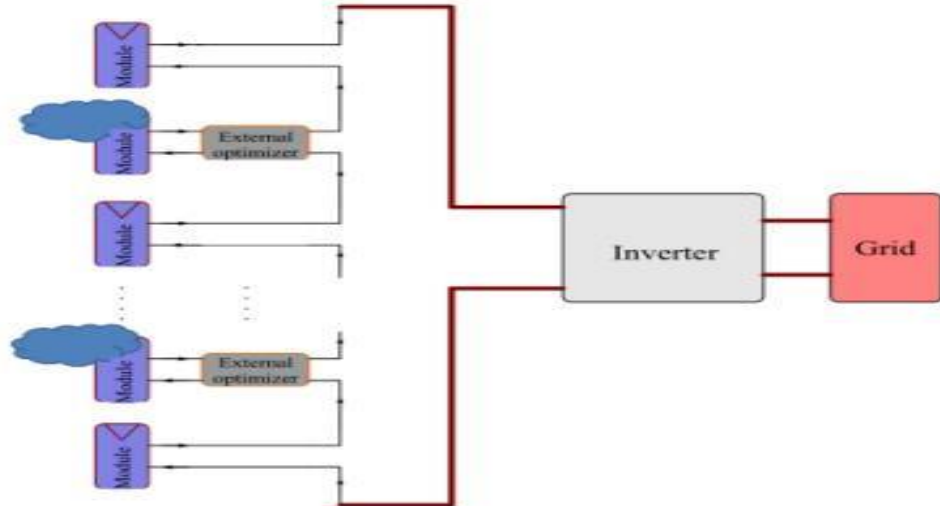 Module
Module
External
optimizer
Module
Inverter
Grid
Module
External
optimizer
Module